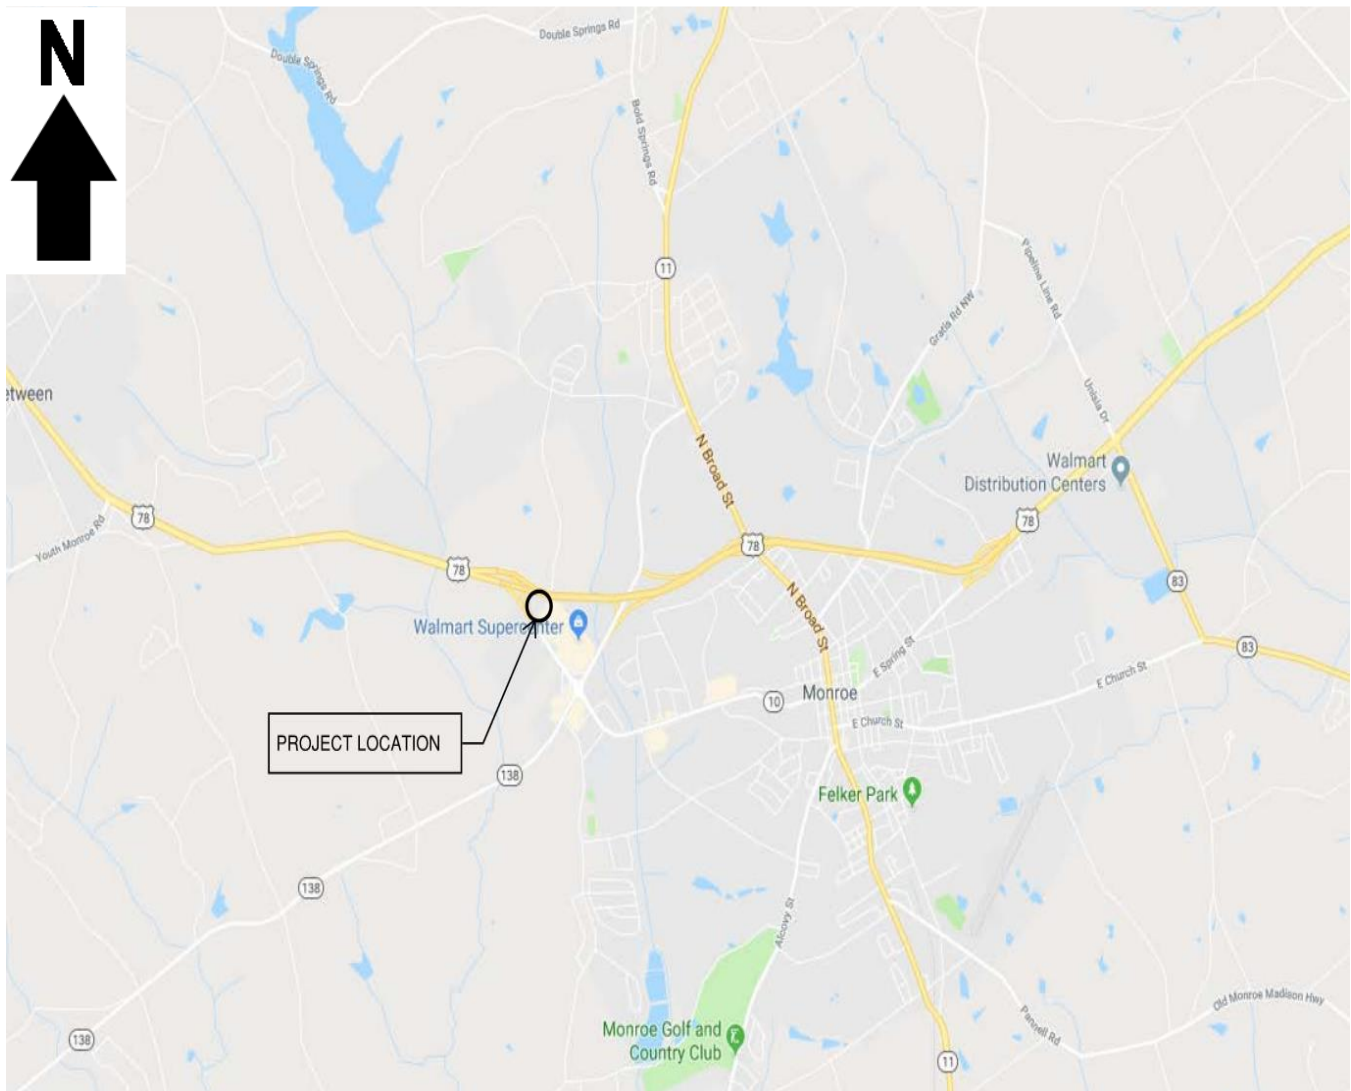 N
Double Springs Rd
Double Springs Rd
Bold Springs Rd
11
Pipeline Line Rd
Gratis Rd NW
etween
Unisia Dr
N Broad St
Walmart
Distribution Centers
78
78
78
78
Youth Monroe Rd
83
N Broad St
Walmart Supercenter
E Spring St
83
E Church St
Monroe
10
E Church St
PROJECT LOCATION
138
Felker Park
138
Alcovy St
Old Monroe Madison Hwy
Pannell Rd
Monroe Golf and
Country Club
138
11